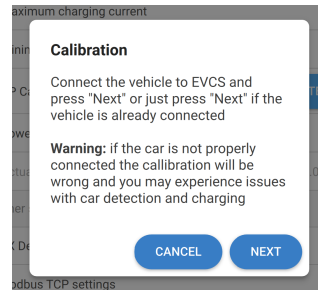 aximum charging current
Calibration
Connect the vehicle to EVCS and
press "Next" or just press "Next" if the
vehicle is already connected
Warning: if the car is not properly
connected the callibration will be
wrong and you may experience issues
with car detection and charging
CANCEL NEXT
odbus TCP settings